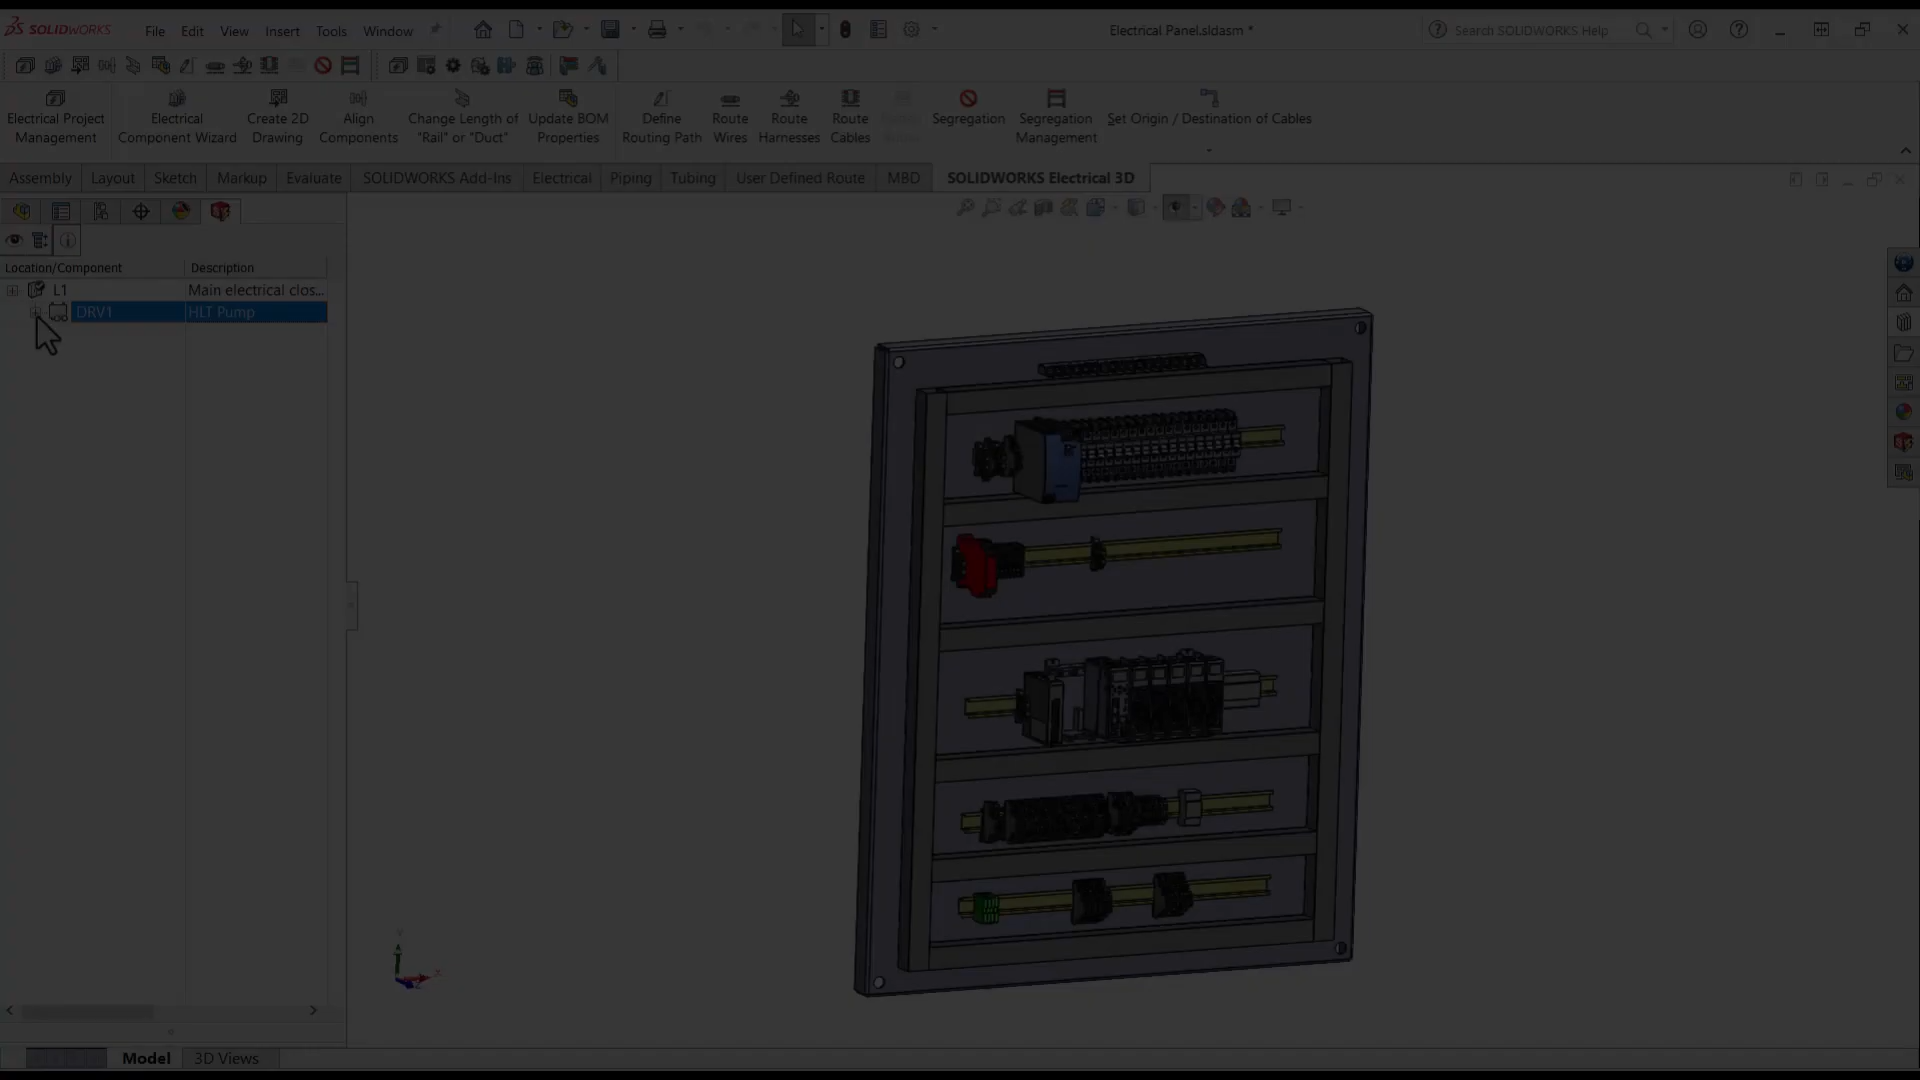 SOLIDWORKS
File Edit View Insert Tools Window
Electrical Panel.sldasm *
Search SOLIDWORKS Help
Electrical Project Management
Electrical Component Wizard
Create 2D Drawing
Align Components
Change Length of "Rail" or "Duct"
Update BOM Properties
Define Routing Path
Route Wires
Route Harnesses
Route Cables
Segregation
Segregation Management
Set Origin / Destination of Cables
Assembly Layout Sketch Markup Evaluate SOLIDWORKS Add-Ins Electrical Piping Tubing User Defined Route MBD SOLIDWORKS Electrical 3D
Location/Component Description
L1 Main electrical clos...
DRV1 HLT Pump
Model 3D Views